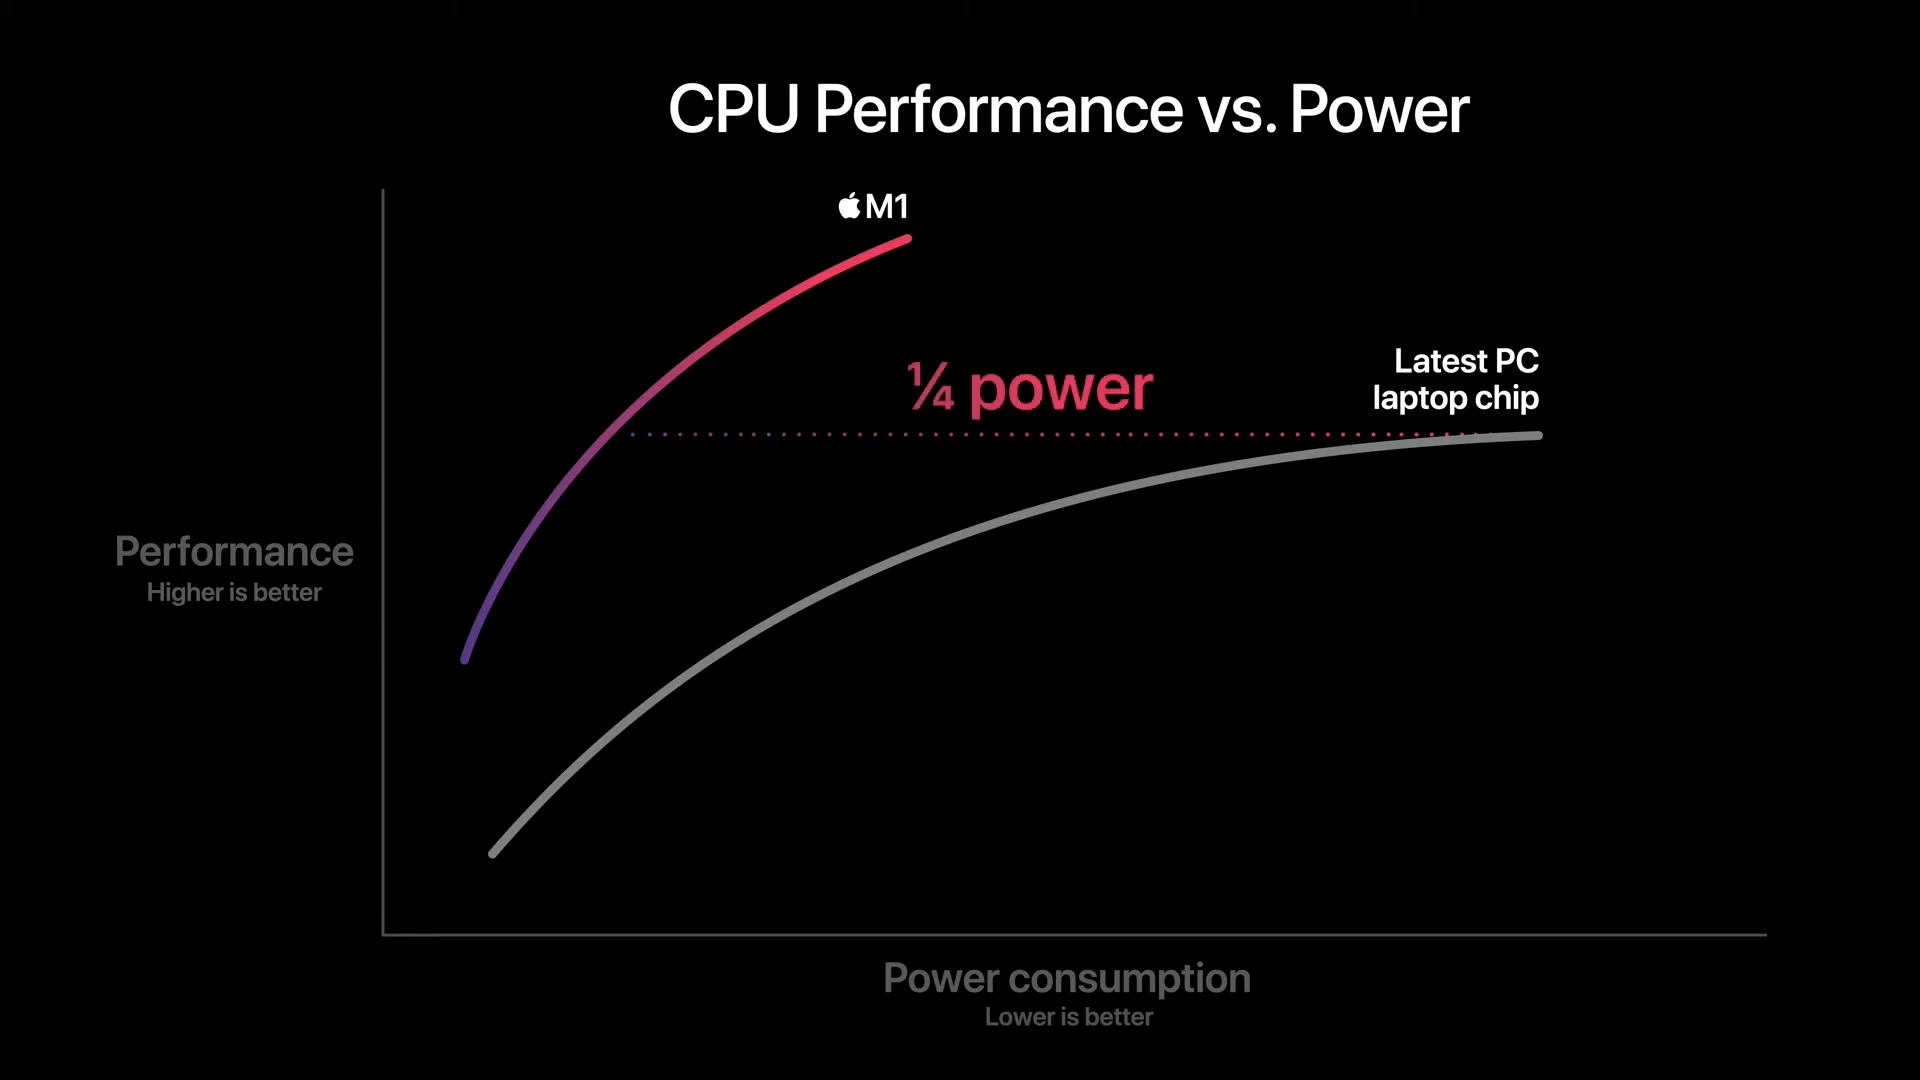 CPU Performance vs. Power
M1
¼ power
Latest PC
laptop chip
Performance
Higher is better
Power consumption
Lower is better